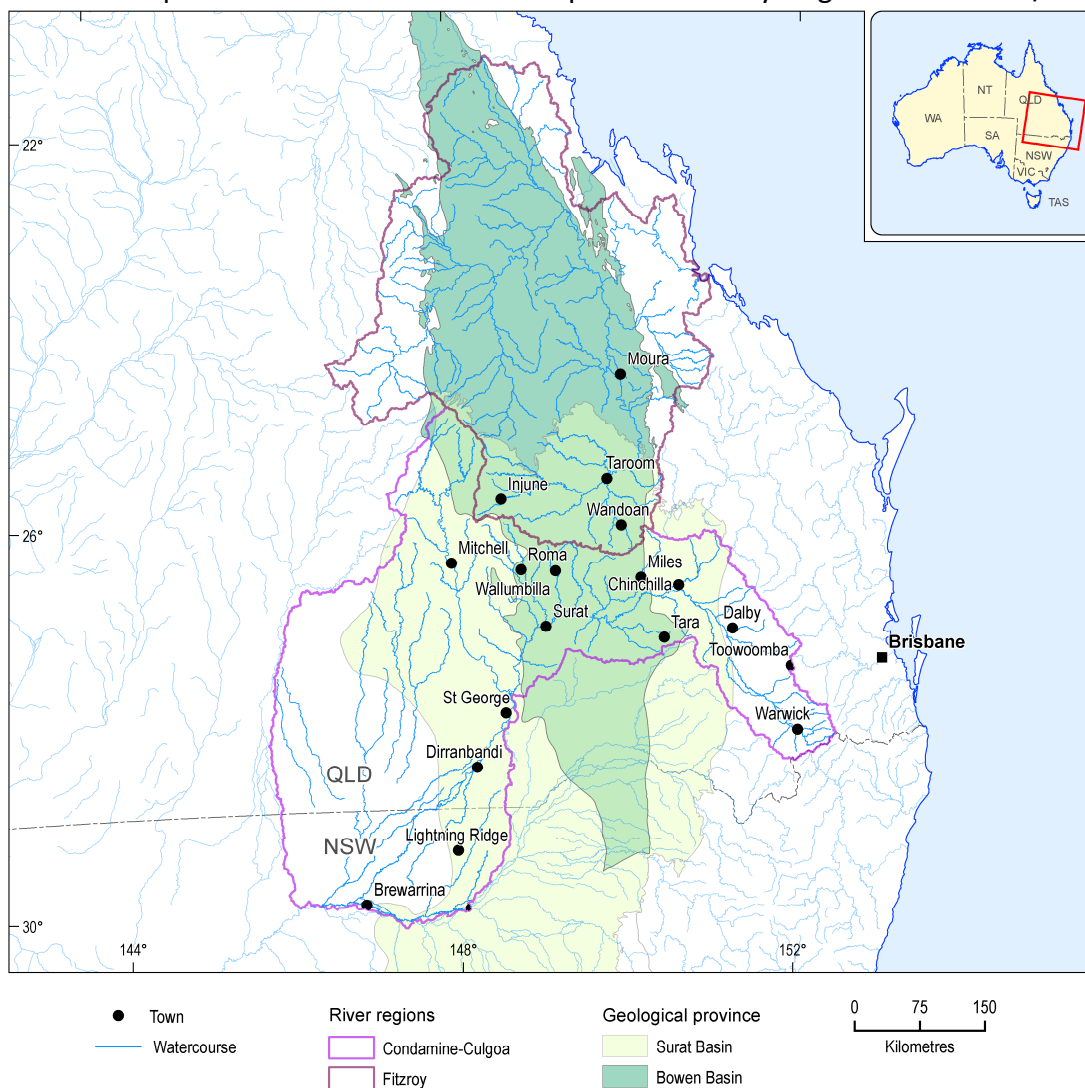 NT
QLD
WA
SA
NSW
VIC
TAS
22°
Moura
Taroom
Injune
Wandoan
26°
Mitchell
Roma
Miles
Wallumbilla
Chinchilla
Surat
Dalby
Tara
Brisbane
Toowoomba
St George
Warwick
Dirranbandi
QLD
NSW
Lightning Ridge
Brewarrina
30°
144°
148°
152°
Town
Watercourse
River regions
Condamine-Culgoa
Fitzroy
Geological province
Surat Basin
Bowen Basin
0 75 150
Kilometres